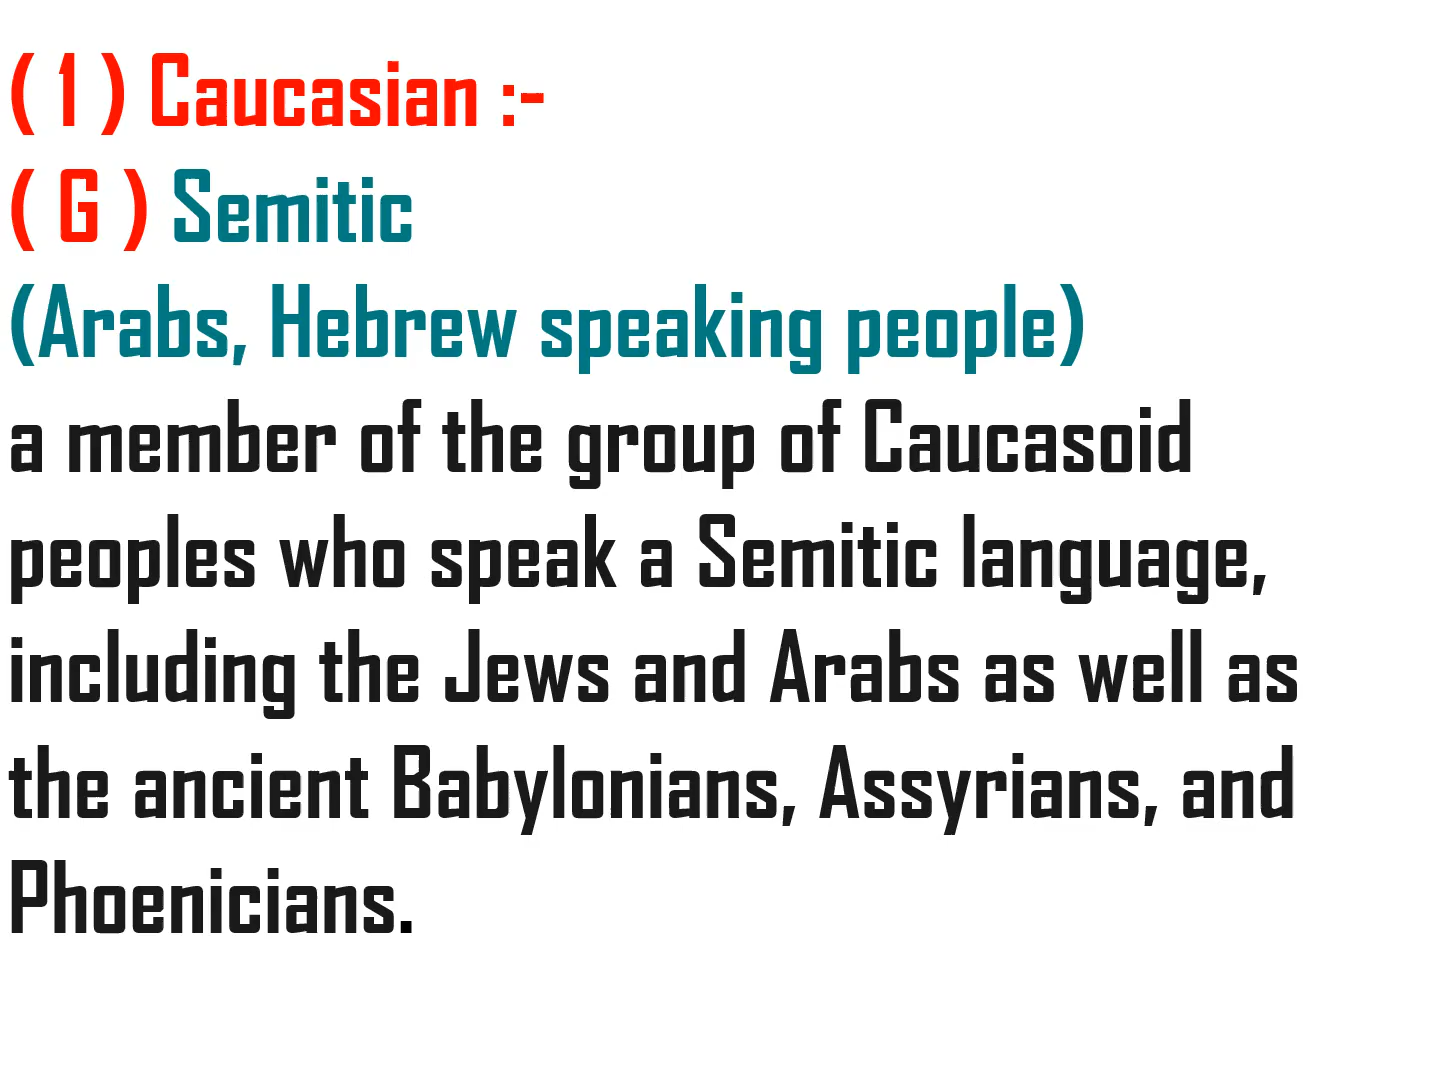 ( 1 ) Caucasian :-
( G ) Semitic
(Arabs, Hebrew speaking people)
a member of the group of Caucasoid
peoples who speak a Semitic language,
including the Jews and Arabs as well as
the ancient Babylonians, Assyrians, and
Phoenicians.